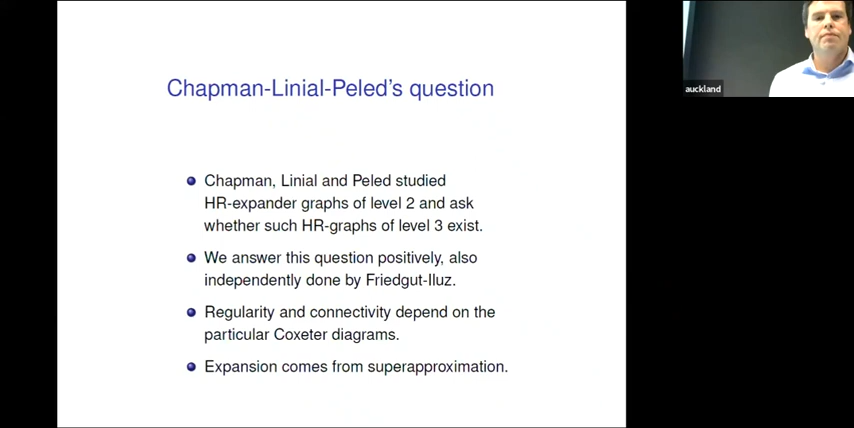 Chapman-Linial-Peled's question
Chapman, Linial and Peled studied
HR-expander graphs of level 2 and ask
whether such HR-graphs of level 3 exist.
We answer this question positively, also
independently done by Friedgut-Iluz.
Regularity and connectivity depend on the
particular Coxeter diagrams.
Expansion comes from superapproximation.
auckland